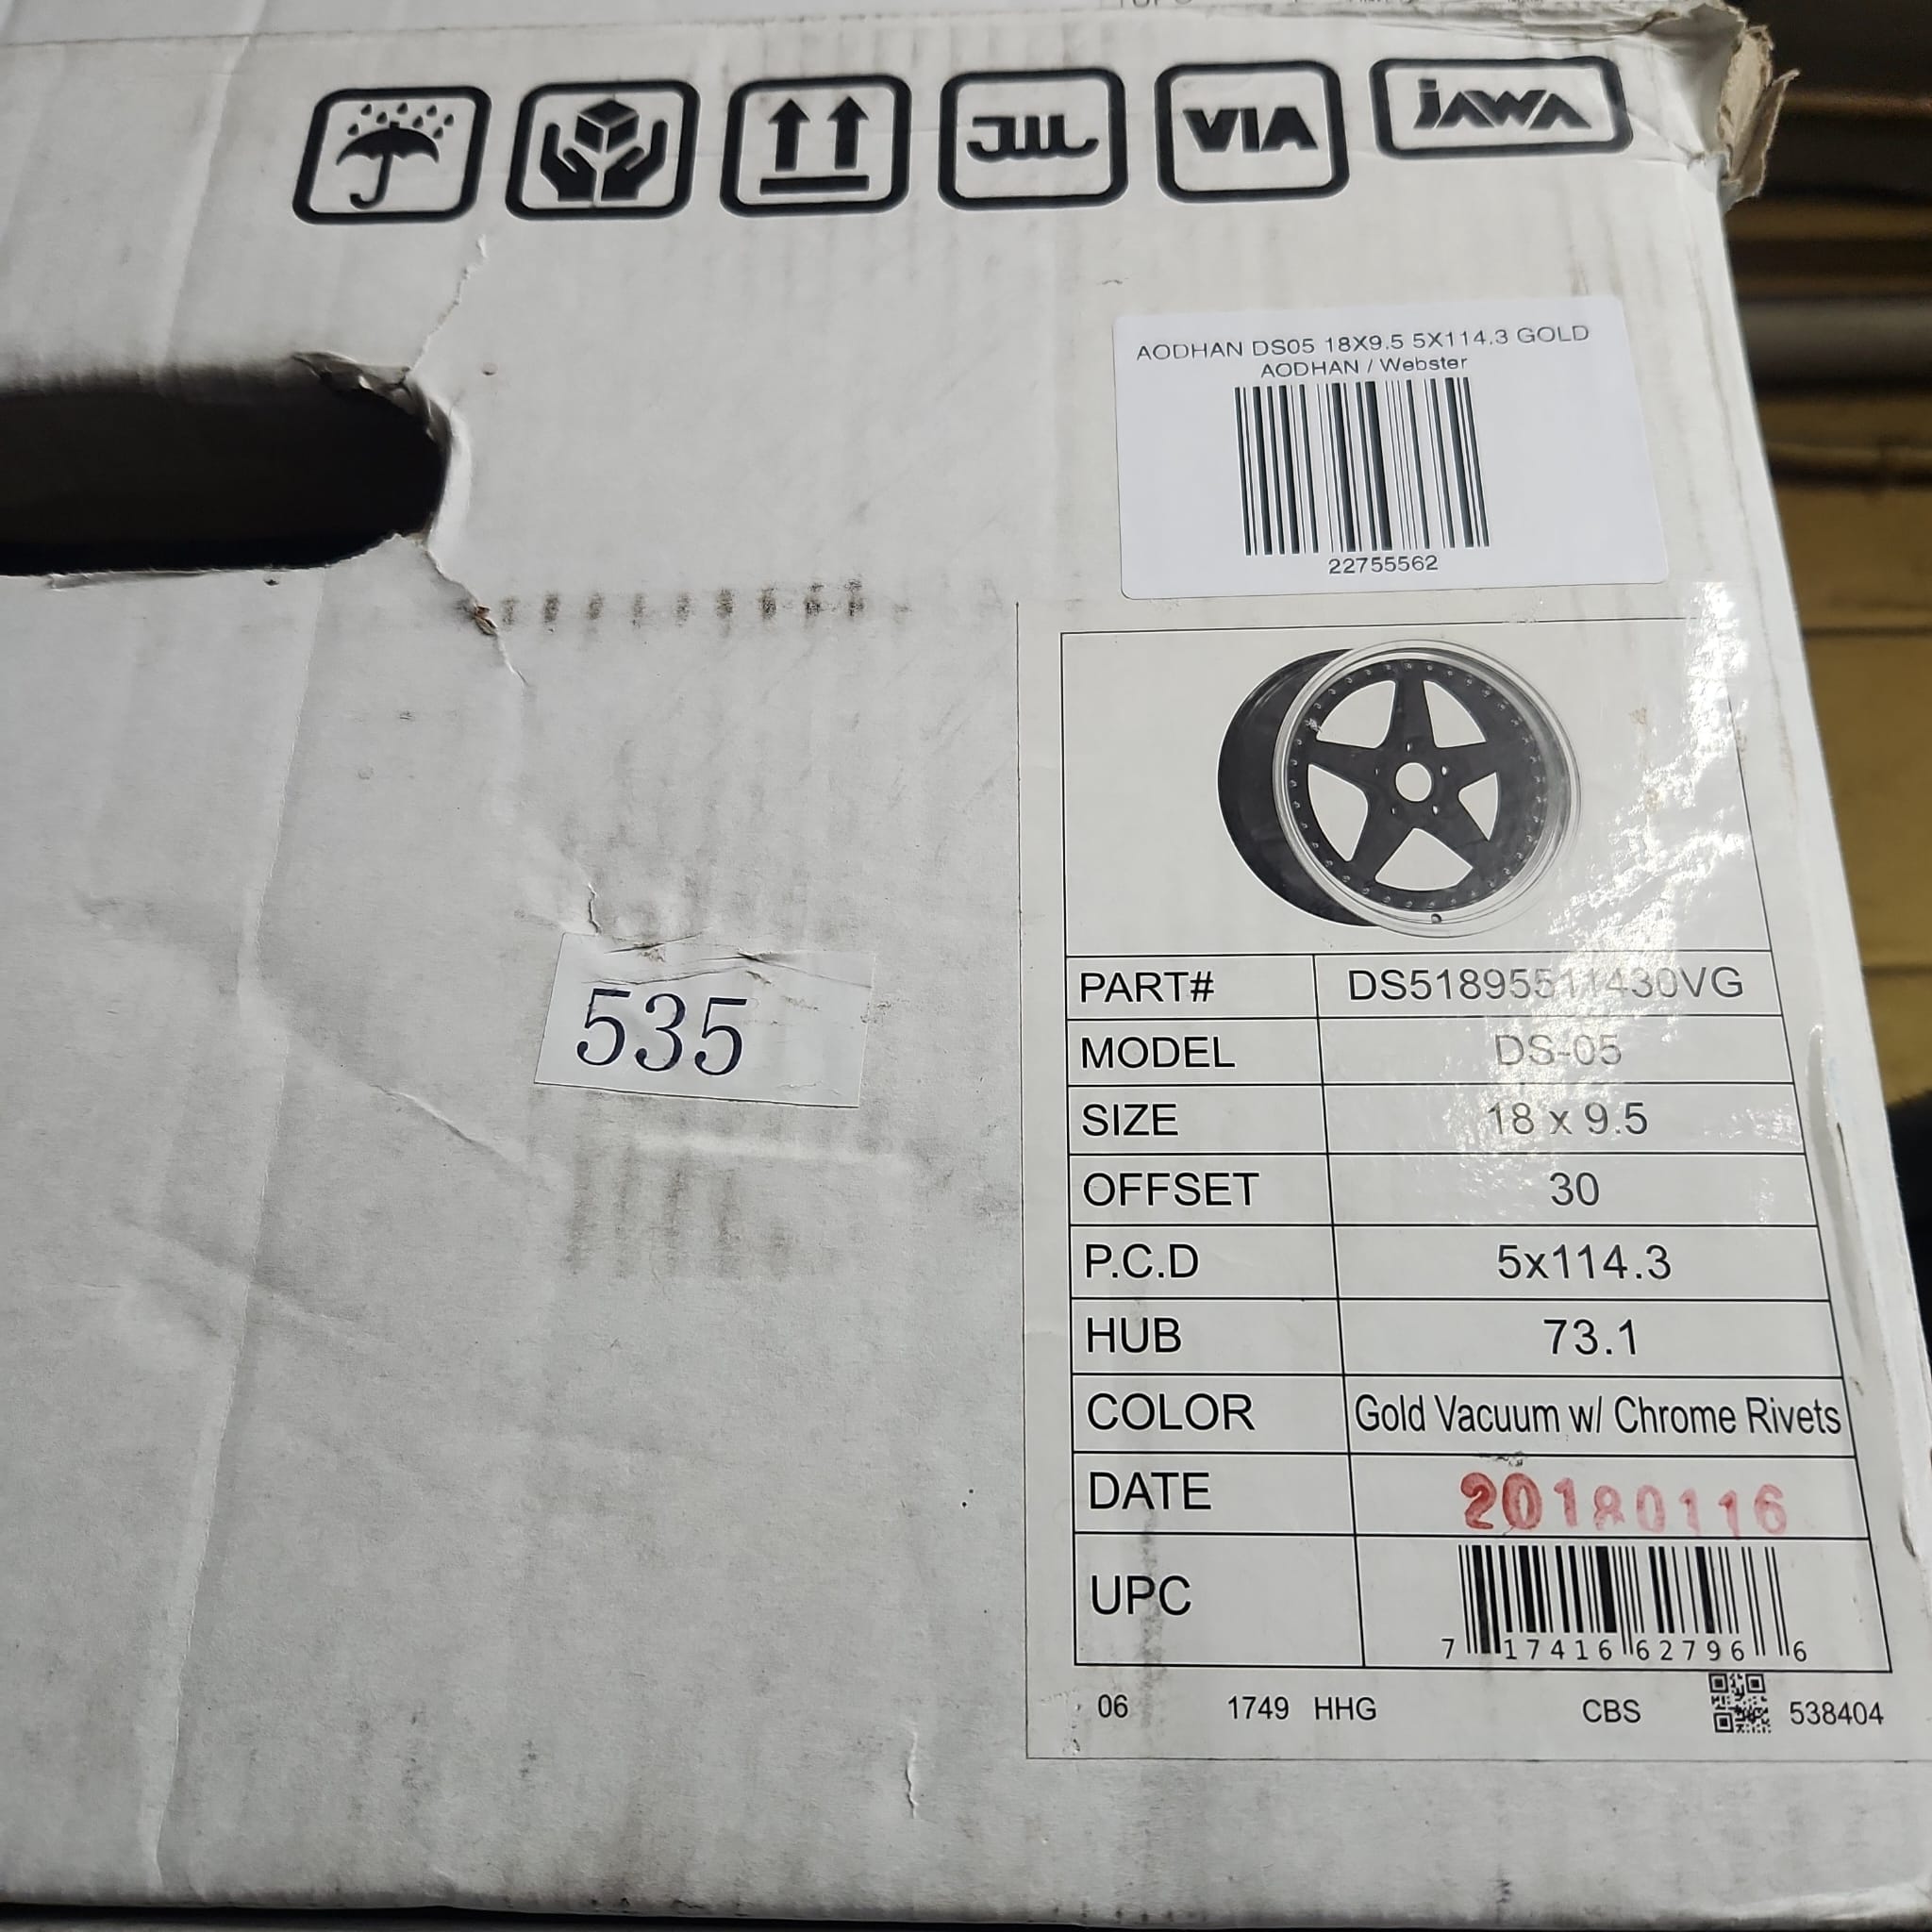 JWL
VIA
JAWA
AODHAN DS05 18X9.5 5X114.3 GOLD
AODHAN / Webster
22755562
535
PART# DS51895511430VG
MODEL DS-05
SIZE 18 x 9.5
OFFSET 30
P.C.D 5x114.3
HUB 73.1
COLOR Gold Vacuum w/ Chrome Rivets
DATE 20180116
UPC
7 17416 62796 6
06 1749 HHG CBS 538404